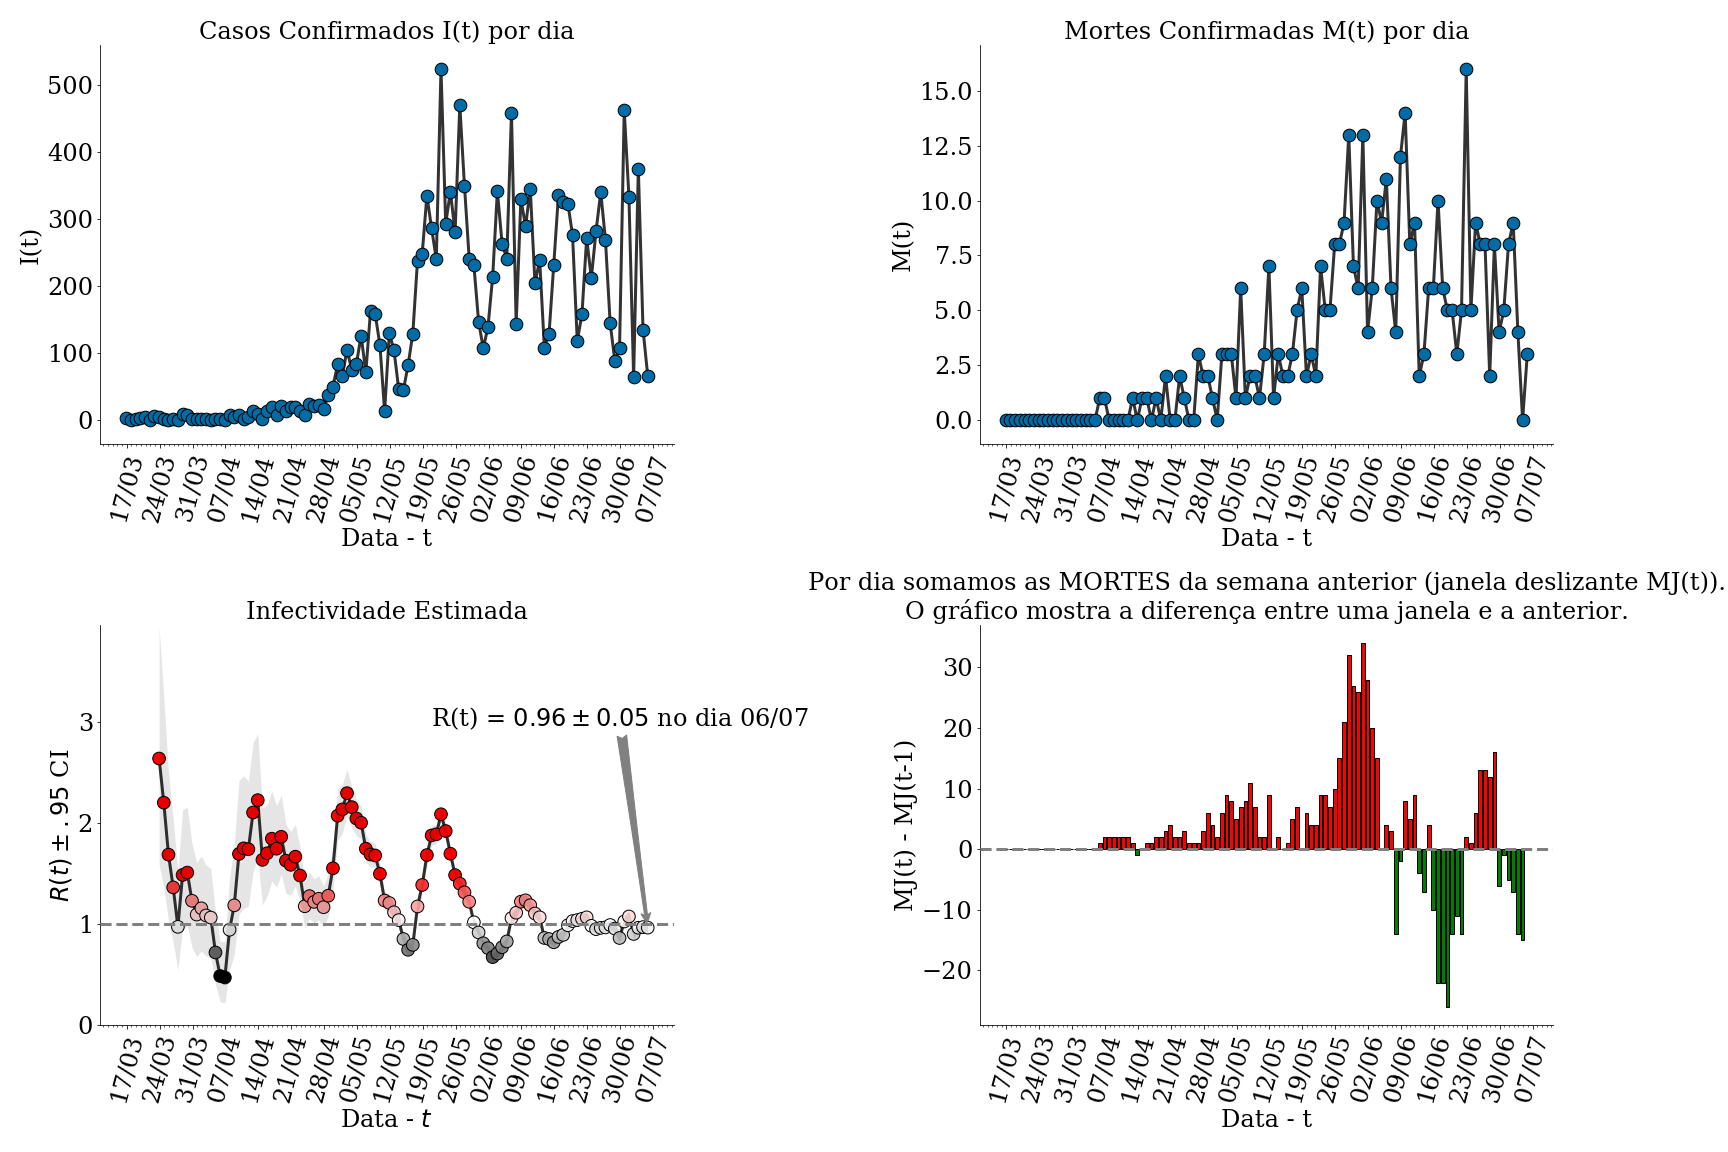 Casos Confirmados I(t) por dia
I(t)
500
400
300
200
100
0
17/03 24/03 31/03 07/04 14/04 21/04 28/04 05/05 12/05 19/05 26/05 02/06 09/06 16/06 23/06 30/06 07/07
Data - t
Mortes Confirmadas M(t) por dia
M(t)
15.0
12.5
10.0
7.5
5.0
2.5
0.0
17/03 24/03 31/03 07/04 14/04 21/04 28/04 05/05 12/05 19/05 26/05 02/06 09/06 16/06 23/06 30/06 07/07
Data - t
Infectividade Estimada
R(t) ± .95 CI
3
2
1
0
R(t) = 0.96 ± 0.05 no dia 06/07
17/03 24/03 31/03 07/04 14/04 21/04 28/04 05/05 12/05 19/05 26/05 02/06 09/06 16/06 23/06 30/06 07/07
Data - t
Por dia somamos as MORTES da semana anterior (janela deslizante MJ(t)).
O gráfico mostra a diferença entre uma janela e a anterior.
MJ(t) - MJ(t-1)
30
20
10
0
−10
−20
17/03 24/03 31/03 07/04 14/04 21/04 28/04 05/05 12/05 19/05 26/05 02/06 09/06 16/06 23/06 30/06 07/07
Data - t